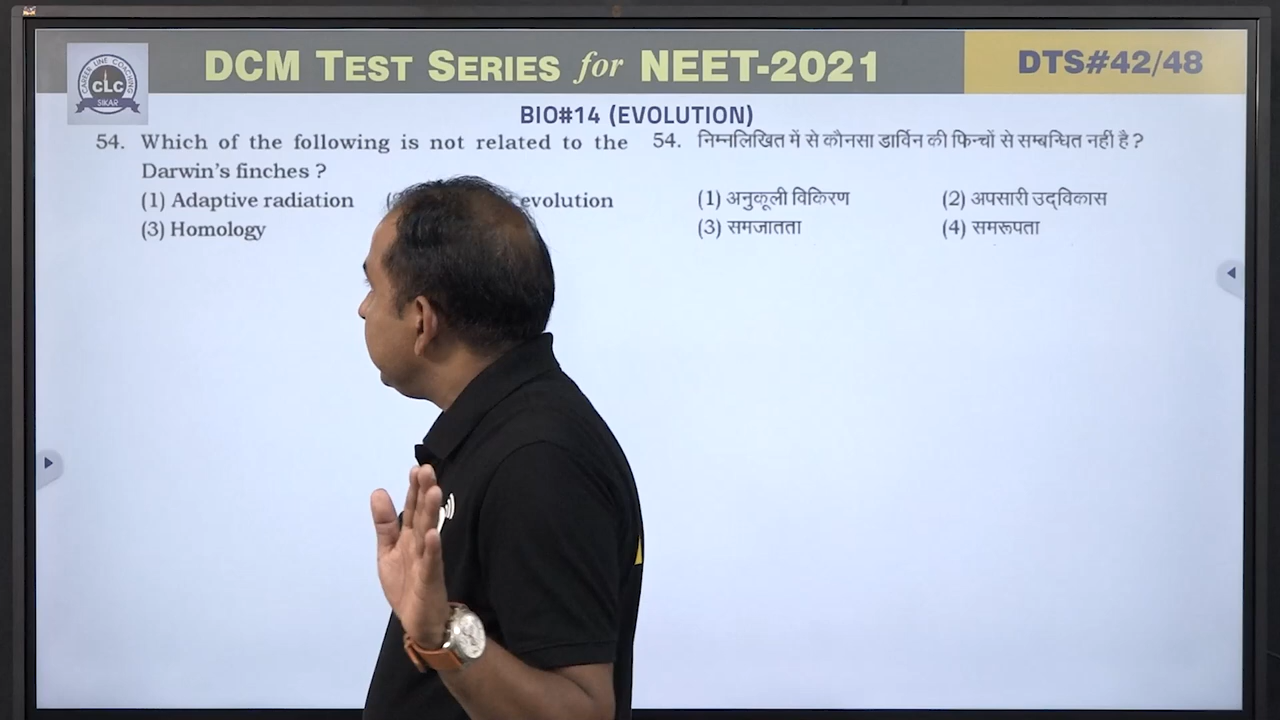 DCM TEST SERIES for NEET-2021
DTS#42/48
CAREER LINE COACHING
CLC
SIKAR
BIO#14 (EVOLUTION)
54. Which of the following is not related to the
Darwin's finches ?
(1) Adaptive radiation
evolution
(3) Homology
54. निम्नलिखित में से कौनसा डार्विन की फिन्चों से सम्बन्धित नहीं है ?
(1) अनुकूली विकिरण (2) अपसारी उद्विकास
(3) समजातता (4) समरूपता